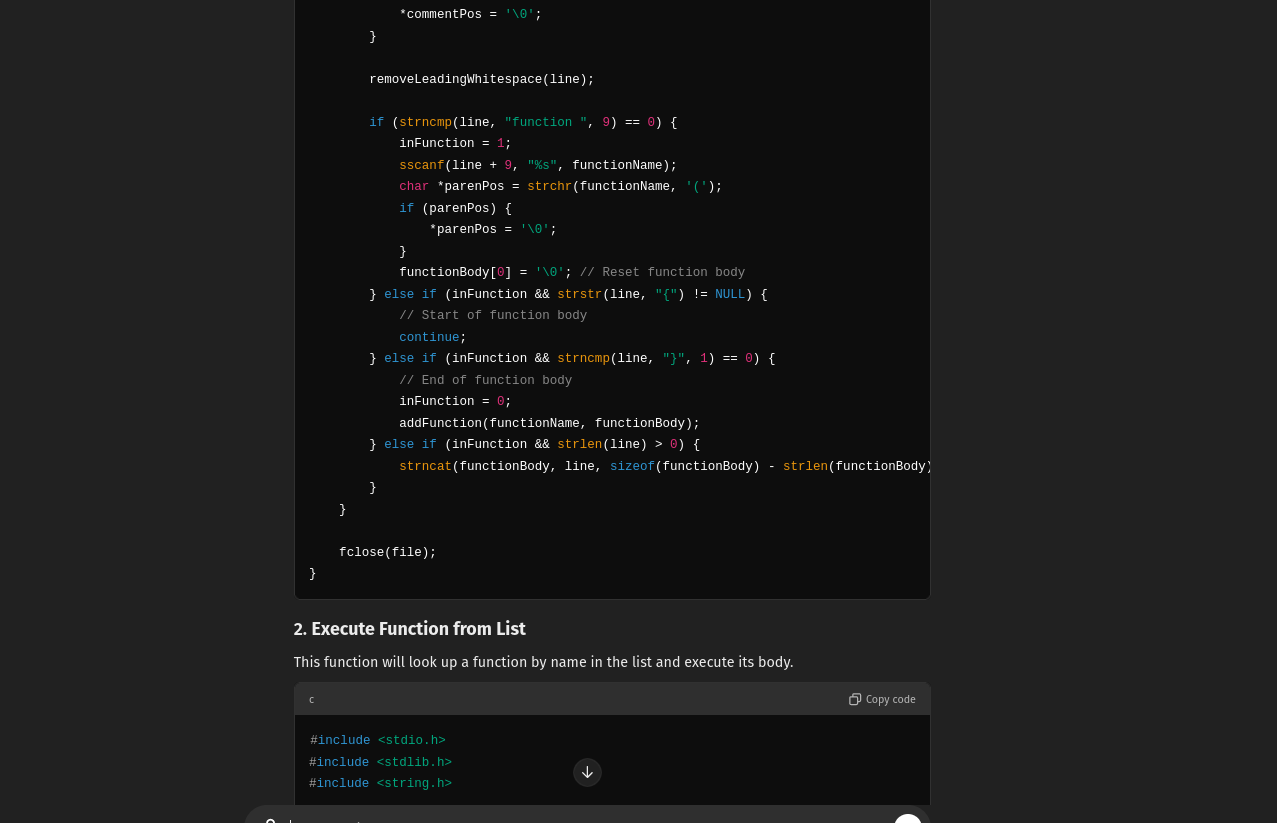 *commentPos = '\0';
        }

        removeLeadingWhitespace(line);

        if (strncmp(line, "function ", 9) == 0) {
            inFunction = 1;
            sscanf(line + 9, "%s", functionName);
            char *parenPos = strchr(functionName, '(');
            if (parenPos) {
                *parenPos = '\0';
            }
            functionBody[0] = '\0'; // Reset function body
        } else if (inFunction && strstr(line, "{") != NULL) {
            // Start of function body
            continue;
        } else if (inFunction && strncmp(line, "}", 1) == 0) {
            // End of function body
            inFunction = 0;
            addFunction(functionName, functionBody);
        } else if (inFunction && strlen(line) > 0) {
            strncat(functionBody, line, sizeof(functionBody) - strlen(functionBody)
        }
    }

    fclose(file);
}
2. Execute Function from List
This function will look up a function by name in the list and execute its body.
c
Copy code
#include <stdio.h>
#include <stdlib.h>
#include <string.h>